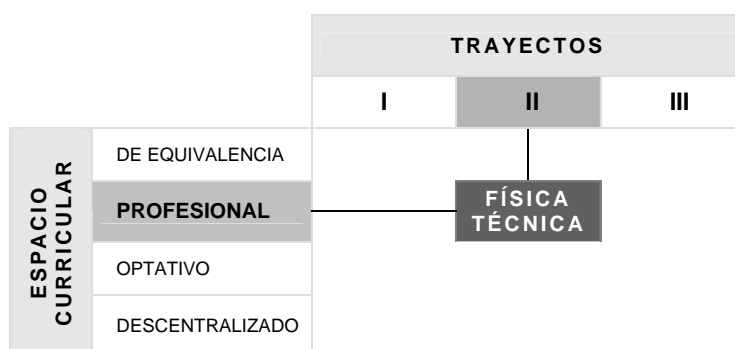 TRAYECTOS
I II III
ESPACIO
CURRICULAR
DE EQUIVALENCIA
PROFESIONAL
FÍSICA
TÉCNICA
OPTATIVO
DESCENTRALIZADO